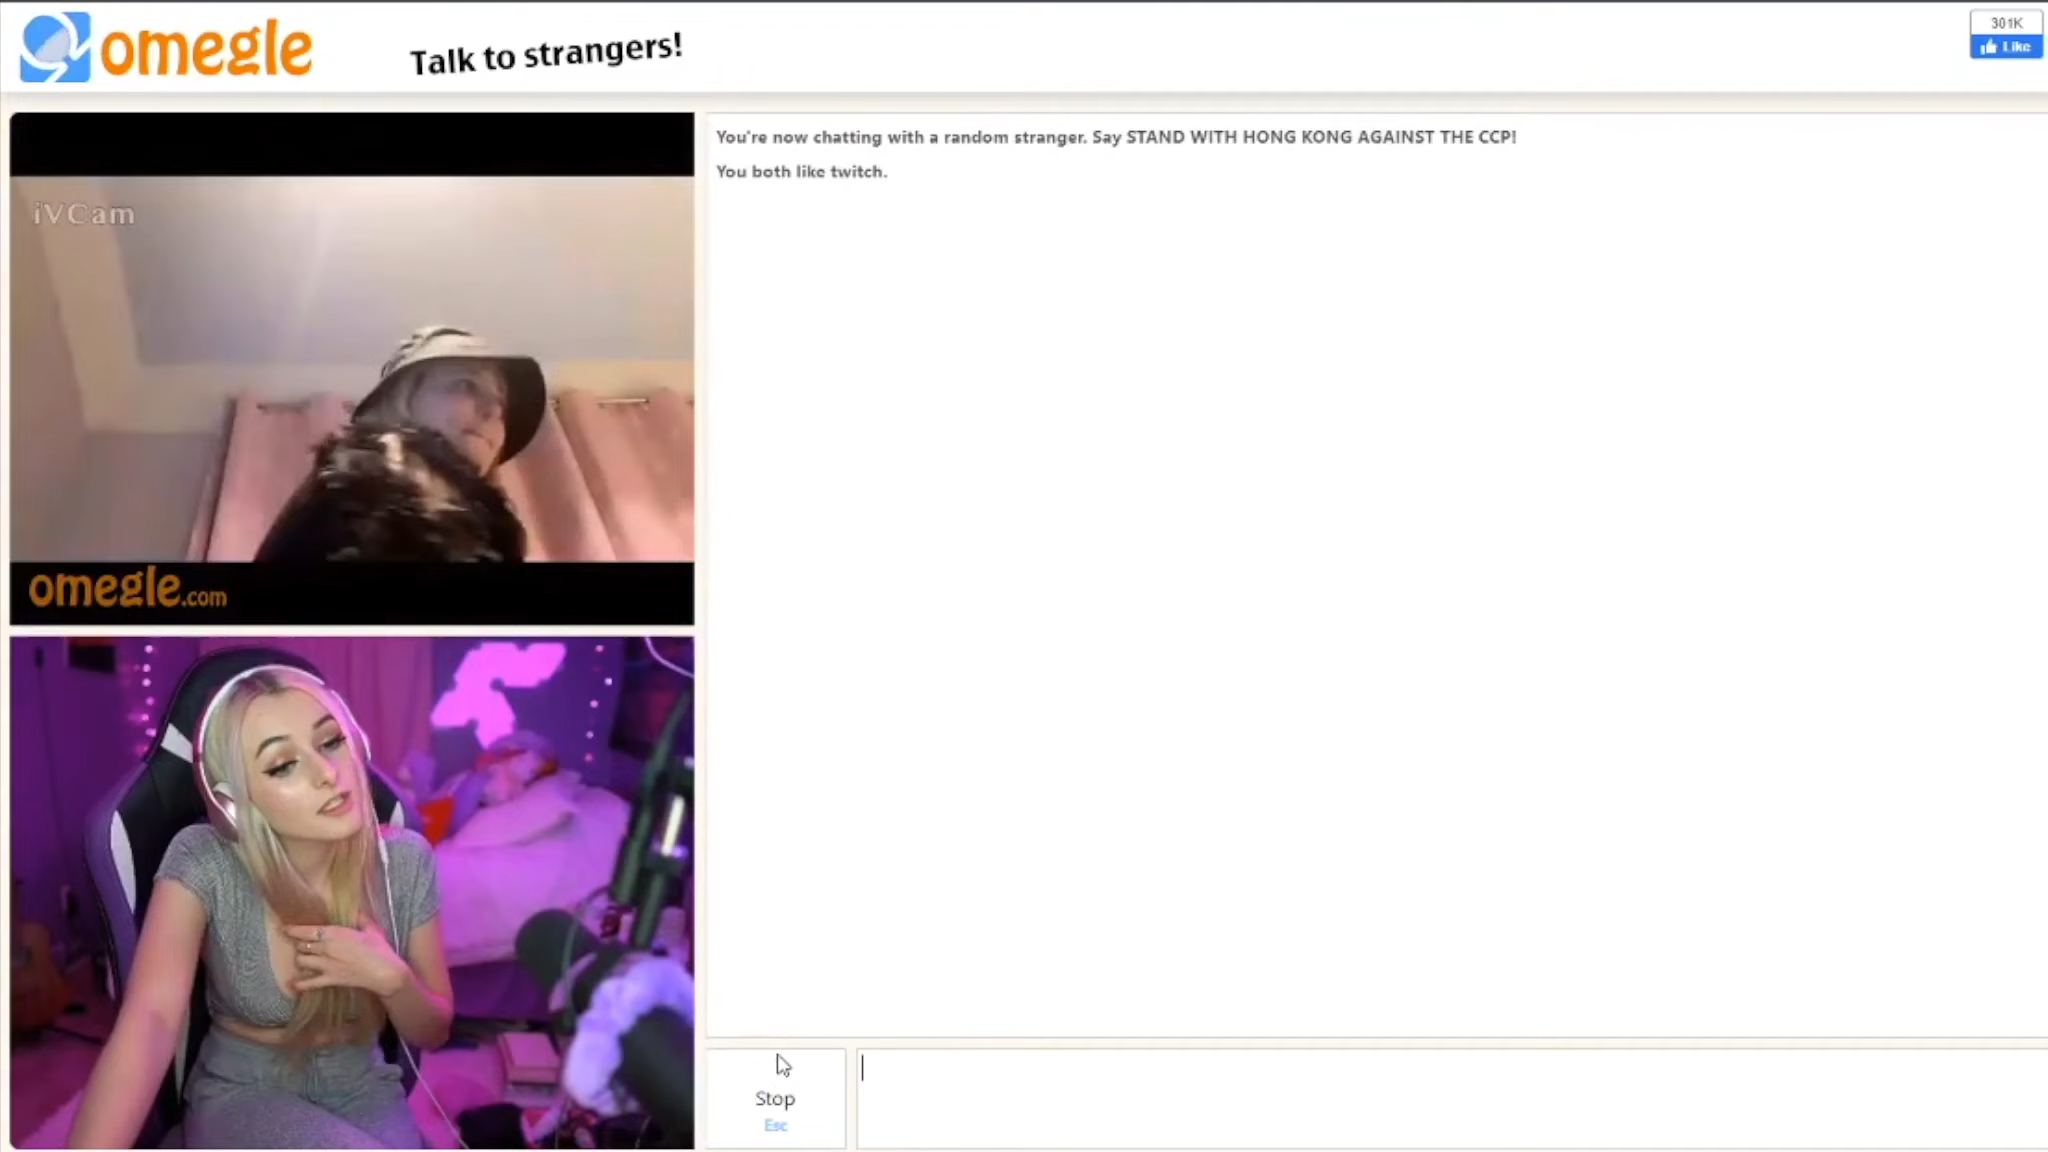 omegle
Talk to strangers!
301K
Like
You're now chatting with a random stranger. Say STAND WITH HONG KONG AGAINST THE CCP!
You both like twitch.
iVCam
omegle.com
Stop
Esc